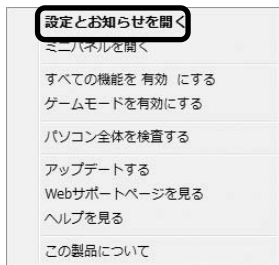 設定とお知らせを開く
ミニパネルを開く
すべての機能を 有効 にする
ゲームモードを有効にする
パソコン全体を検査する
アップデートする
Webサポートページを見る
ヘルプを見る
この製品について